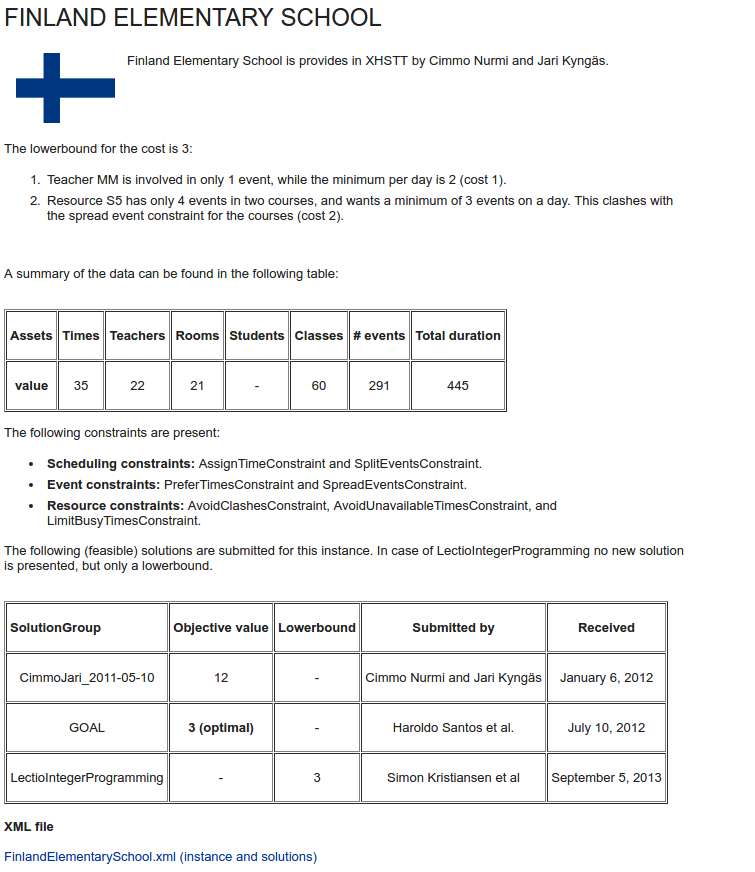 FINLAND ELEMENTARY SCHOOL
Finland Elementary School is provides in XHSTT by Cimmo Nurmi and Jari Kyngäs.
The lowerbound for the cost is 3:
1. Teacher MM is involved in only 1 event, while the minimum per day is 2 (cost 1).
2. Resource S5 has only 4 events in two courses, and wants a minimum of 3 events on a day. This clashes with
the spread event constraint for the courses (cost 2).
A summary of the data can be found in the following table:
Assets Times Teachers Rooms Students Classes # events Total duration
value 35 22 21 - 60 291 445
The following constraints are present:
• Scheduling constraints: AssignTimeConstraint and SplitEventsConstraint.
• Event constraints: PreferTimesConstraint and SpreadEventsConstraint.
• Resource constraints: AvoidClashesConstraint, AvoidUnavailableTimesConstraint, and
LimitBusyTimesConstraint.
The following (feasible) solutions are submitted for this instance. In case of LectioIntegerProgramming no new solution
is presented, but only a lowerbound.
SolutionGroup Objective value Lowerbound Submitted by Received
CimmoJari_2011-05-10 12 - Cimmo Nurmi and Jari Kyngäs January 6, 2012
GOAL 3 (optimal) - Haroldo Santos et al. July 10, 2012
LectioIntegerProgramming - 3 Simon Kristiansen et al September 5, 2013
XML file
FinlandElementarySchool.xml (instance and solutions)